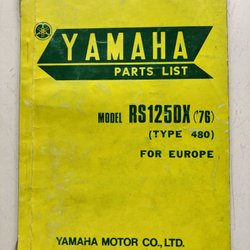 YAMAHA
PARTS LIST
MODEL RS125DX ('76)
(TYPE 480)
FOR EUROPE
YAMAHA MOTOR CO., LTD.